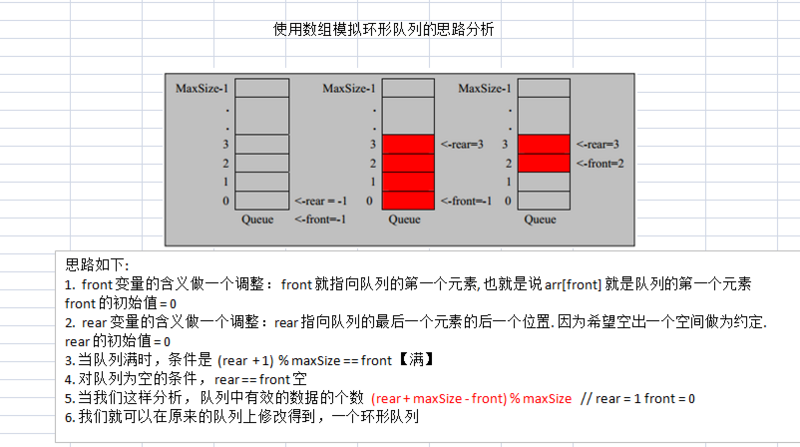 使用数组模拟环形队列的思路分析
MaxSize-1 MaxSize-1 MaxSize-1
. . .
. . .
3 3 <-rear=3 3 <-rear=3
2 2 2 <-front=2
1 1 1
0 <-rear = -1 0 <-front=-1 0
Queue <-front=-1 Queue Queue
思路如下:
1. front 变量的含义做一个调整： front 就指向队列的第一个元素, 也就是说 arr[front] 就是队列的第一个元素
front 的初始值 = 0
2. rear 变量的含义做一个调整：rear 指向队列的最后一个元素的后一个位置. 因为希望空出一个空间做为约定.
rear 的初始值 = 0
3. 当队列满时，条件是 (rear + 1) % maxSize == front 【满】
4. 对队列为空的条件， rear == front 空
5. 当我们这样分析， 队列中有效的数据的个数 (rear + maxSize - front) % maxSize // rear = 1 front = 0
6. 我们就可以在原来的队列上修改得到，一个环形队列